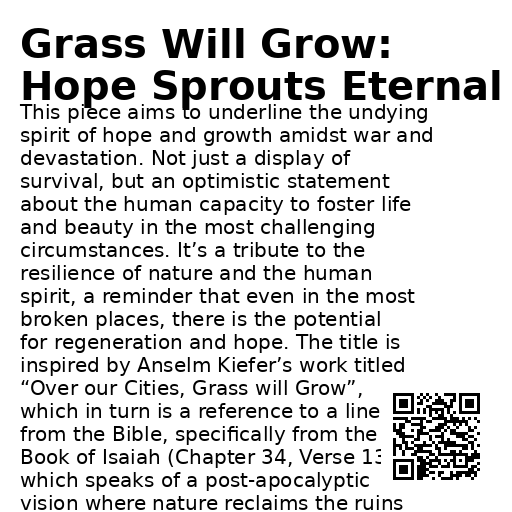 Grass Will Grow:
Hope Sprouts Eternal
This piece aims to underline the undying
spirit of hope and growth amidst war and
devastation. Not just a display of
survival, but an optimistic statement
about the human capacity to foster life
and beauty in the most challenging
circumstances. It’s a tribute to the
resilience of nature and the human
spirit, a reminder that even in the most
broken places, there is the potential
for regeneration and hope. The title is
inspired by Anselm Kiefer’s work titled
“Over our Cities, Grass will Grow”,
which in turn is a reference to a line
from the Bible, specifically from the
Book of Isaiah (Chapter 34, Verse 13
which speaks of a post-apocalyptic
vision where nature reclaims the ruins